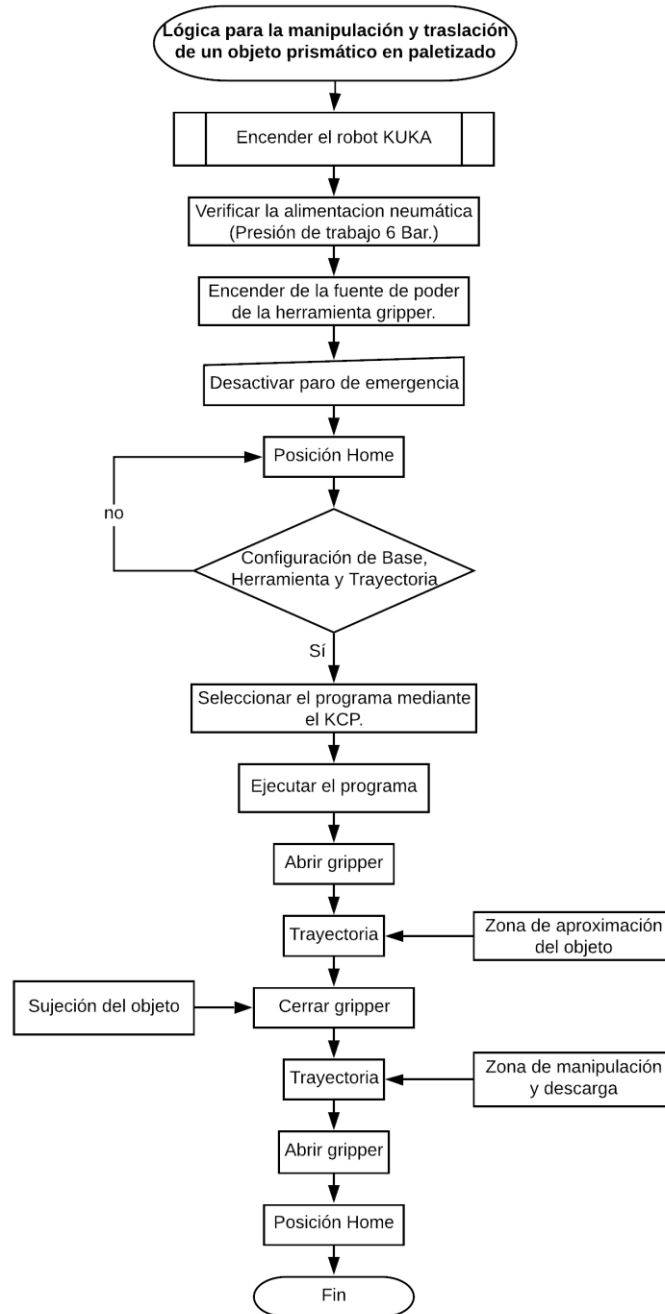 Lógica para la manipulación y traslación
de un objeto prismático en paletizado
Encender el robot KUKA
Verificar la alimentacion neumática
(Presión de trabajo 6 Bar.)
Encender de la fuente de poder
de la herramienta gripper.
Desactivar paro de emergencia
Posición Home
no
Configuración de Base,
Herramienta y Trayectoria
Sí
Seleccionar el programa mediante
el KCP.
Ejecutar el programa
Abrir gripper
Trayectoria
Zona de aproximación
del objeto
Sujeción del objeto
Cerrar gripper
Trayectoria
Zona de manipulación
y descarga
Abrir gripper
Posición Home
Fin